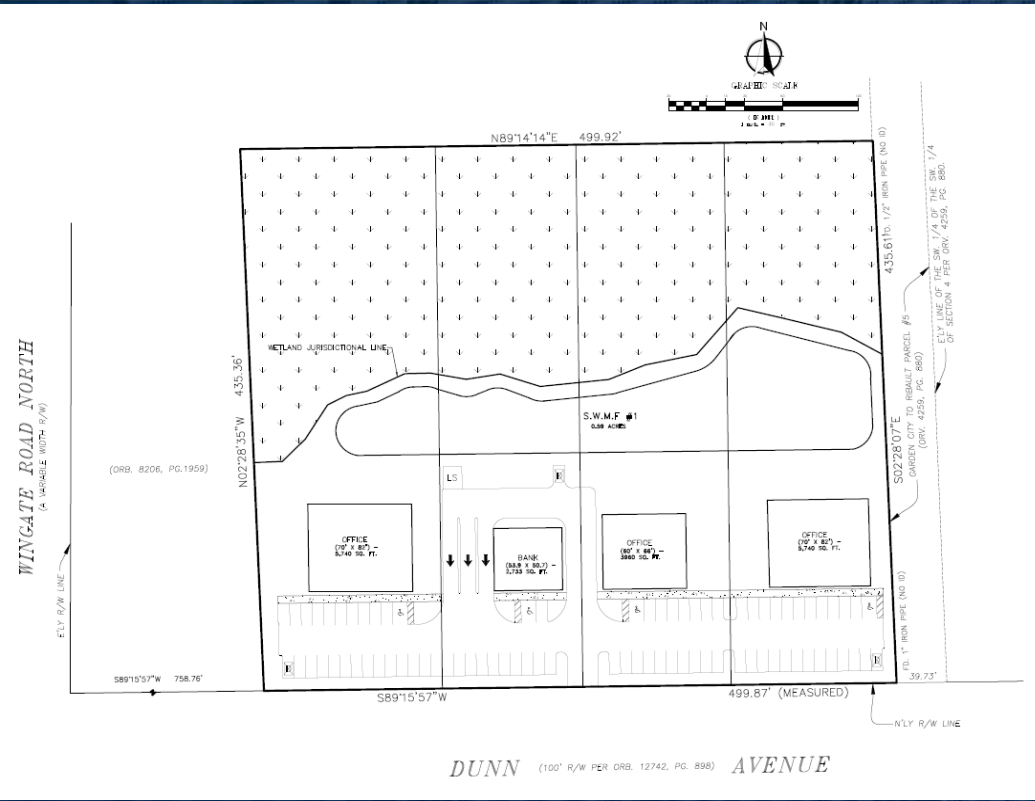 N
GRAPHIC SCALE
N89°14'14"E 499.92'
435.61'
FD. 1/2" IRON PIPE (NO ID)
E'LY LINE OF THE SW. 1/4 OF THE SW. 1/4
OF SECTION 4 PER ORV. 4259, PG. 880.
GARDEN CITY TO RIBAULT PARCEL #5
(ORV. 4259, PG. 880)
WETLAND JURISDICTIONAL LINE
WINGATE ROAD NORTH
(A VARIABLE WIDTH R/W)
N02°28'35"W 435.36'
S.W.M.F #1
0.58 ACRES
S02°28'07"E
(ORB. 8206, PG.1959)
LS
OFFICE
(70' X 82') –
5,740 SQ. FT.
BANK
(53.9 X 50.7) –
2,733 SQ. FT.
OFFICE
(60' X 66') –
3960 SQ. FT.
OFFICE
(70' X 82') –
5,740 SQ. FT.
E'LY R/W LINE
FD. 1" IRON PIPE (NO ID)
S89°15'57"W 758.76'
39.73'
S89°15'57"W
499.87' (MEASURED)
N'LY R/W LINE
DUNN (100' R/W PER ORB. 12742, PG. 898) AVENUE